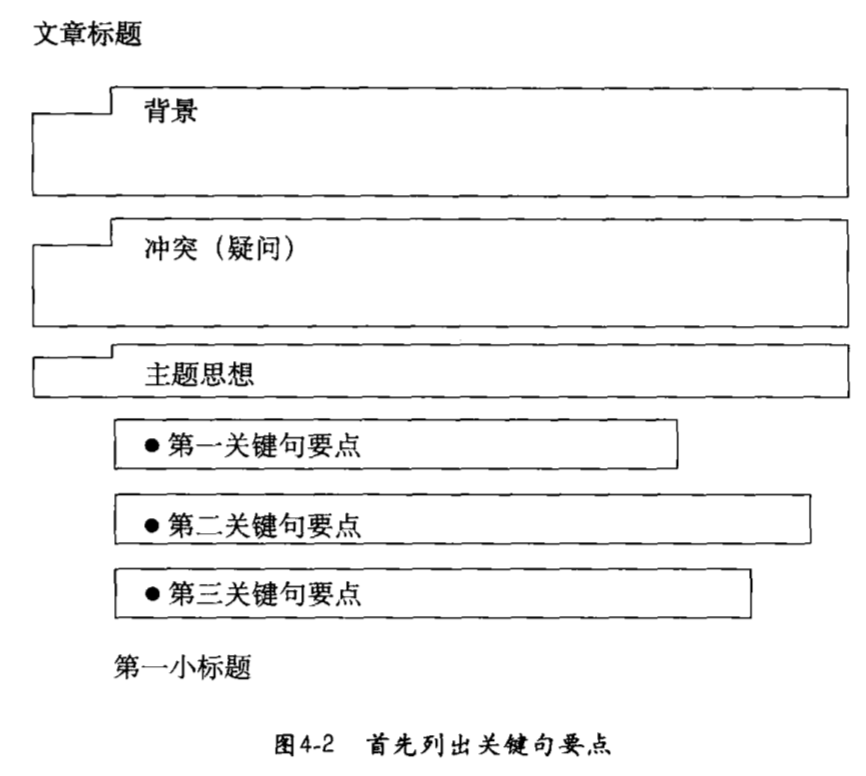 文章标题
背景
冲突（疑问）
主题思想
●第一关键句要点
●第二关键句要点
●第三关键句要点
第一小标题
图4-2 首先列出关键句要点